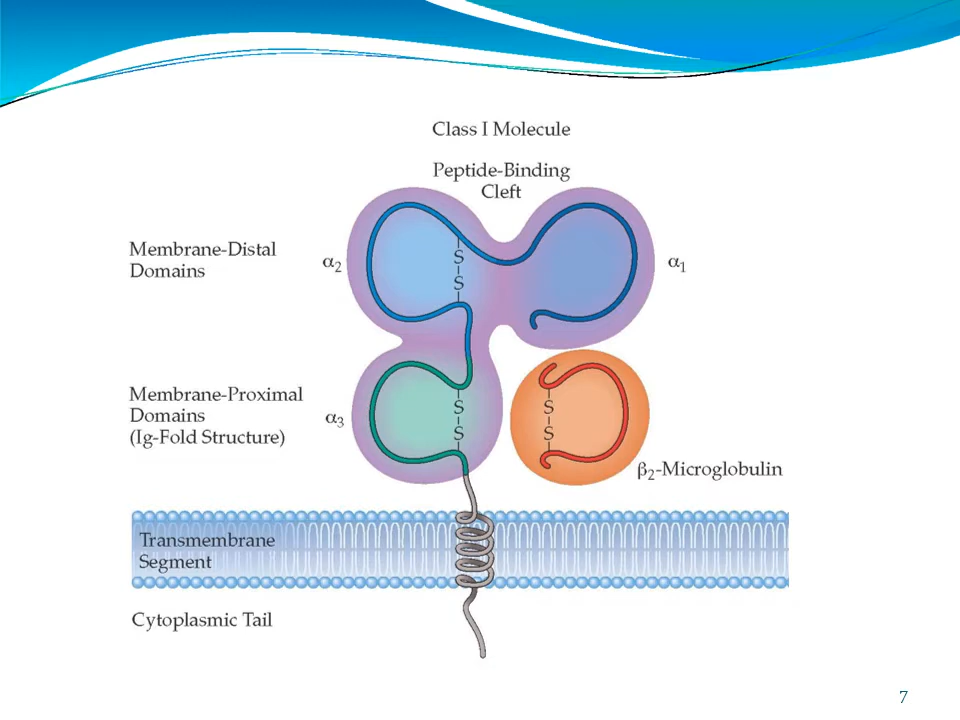 Class I Molecule
Peptide-Binding
Cleft
Membrane-Distal
Domains
α₂
S
S
α₁
Membrane-Proximal
Domains
(Ig-Fold Structure)
α₃
S
S
S
S
β₂-Microglobulin
Transmembrane
Segment
Cytoplasmic Tail
7